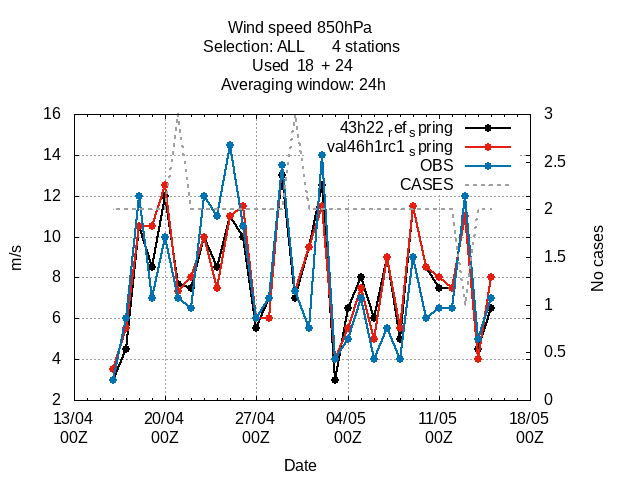 Wind speed 850hPa
Selection: ALL 4 stations
Used 18 + 24
Averaging window: 24h
16 3
14 2.5
12 2
10 1.5
8
6 1
4 0.5
2 0
m/s
No cases
43h22_ref_spring
val46h1rc1_spring
OBS
CASES
13/04 20/04 27/04 04/05 11/05 18/05
00Z 00Z 00Z 00Z 00Z 00Z
Date